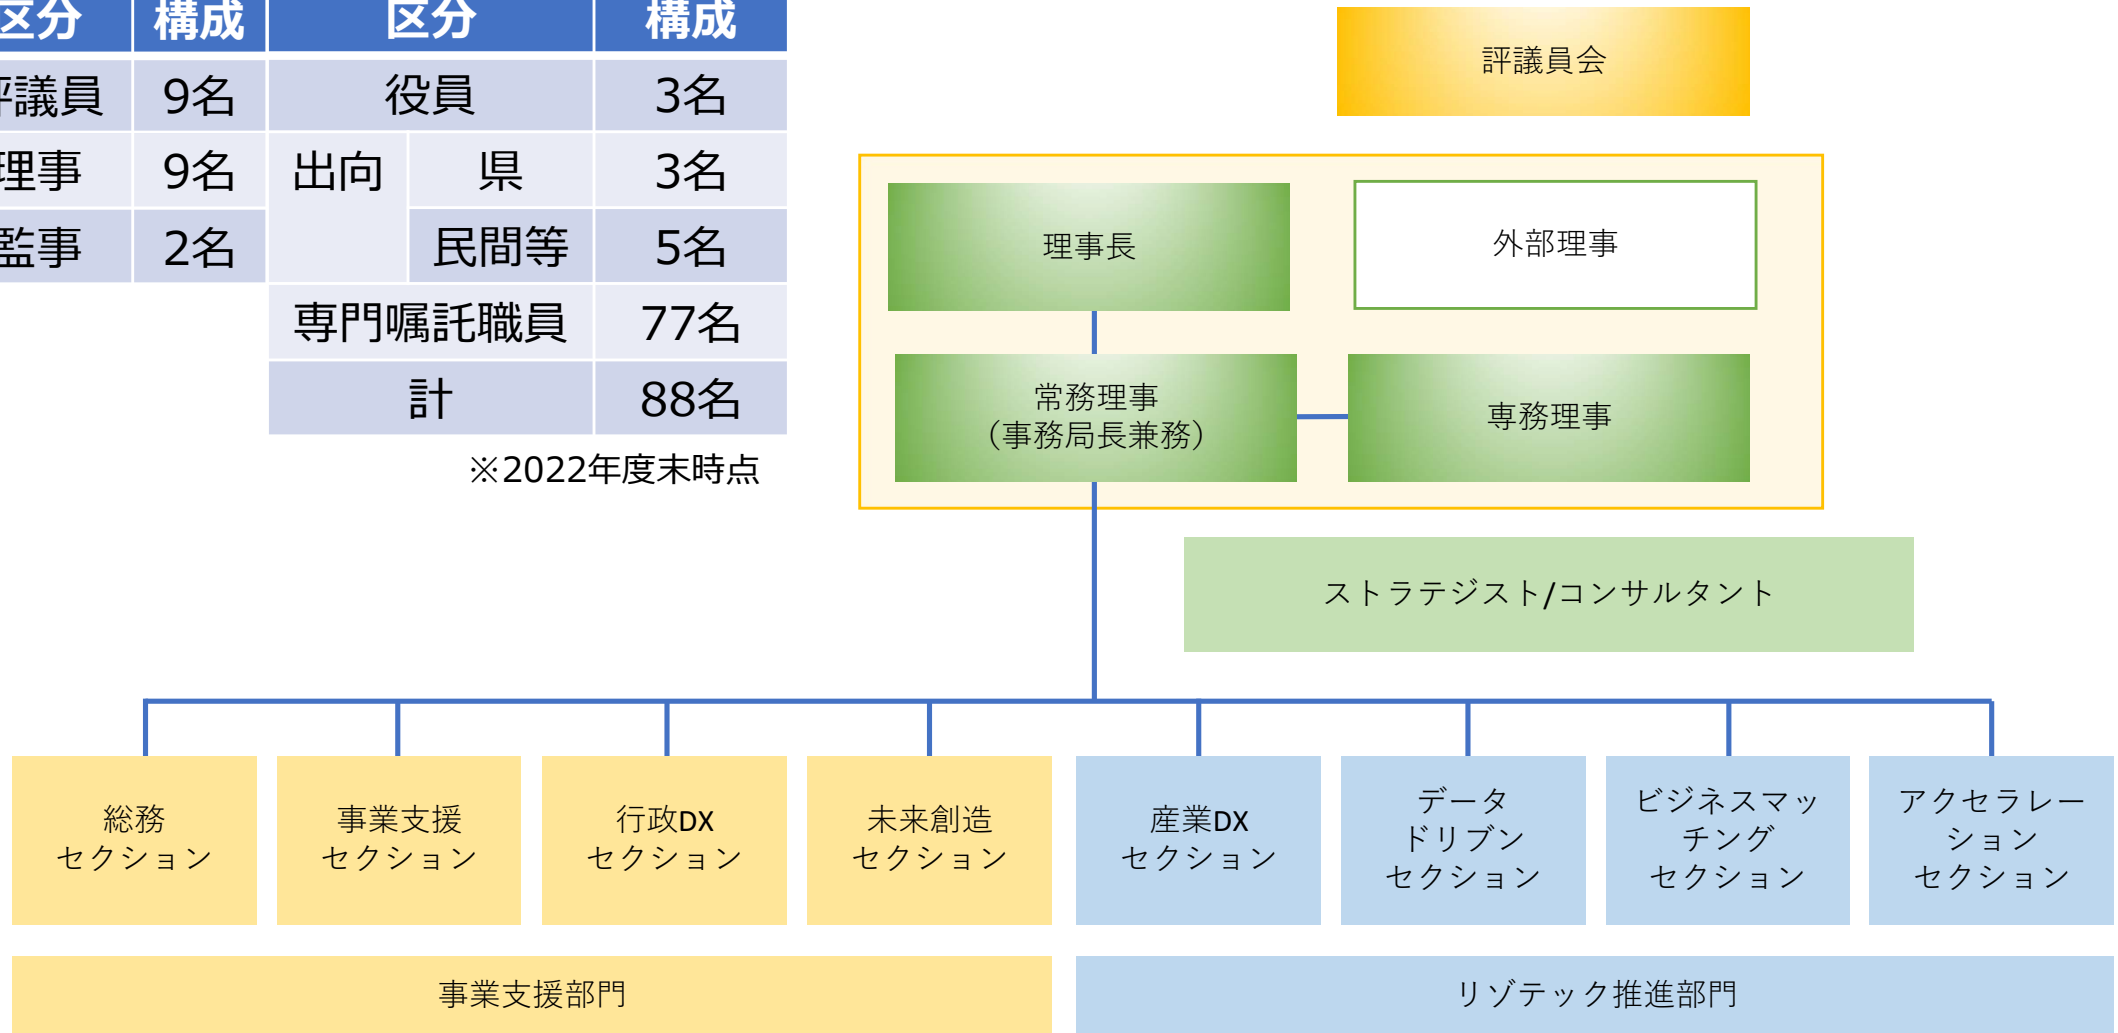 区分 構成 区分 構成
評議員 9名 役員 3名
理事 9名 出向 県 3名
監事 2名 民間等 5名
専門嘱託職員 77名
計 88名
※2022年度末時点
評議員会
理事長
外部理事
常務理事
（事務局長兼務）
専務理事
ストラテジスト/コンサルタント
総務
セクション
事業支援
セクション
行政DX
セクション
未来創造
セクション
産業DX
セクション
データ
ドリブン
セクション
ビジネスマッ
チング
セクション
アクセラレー
ション
セクション
事業支援部門
リゾテック推進部門